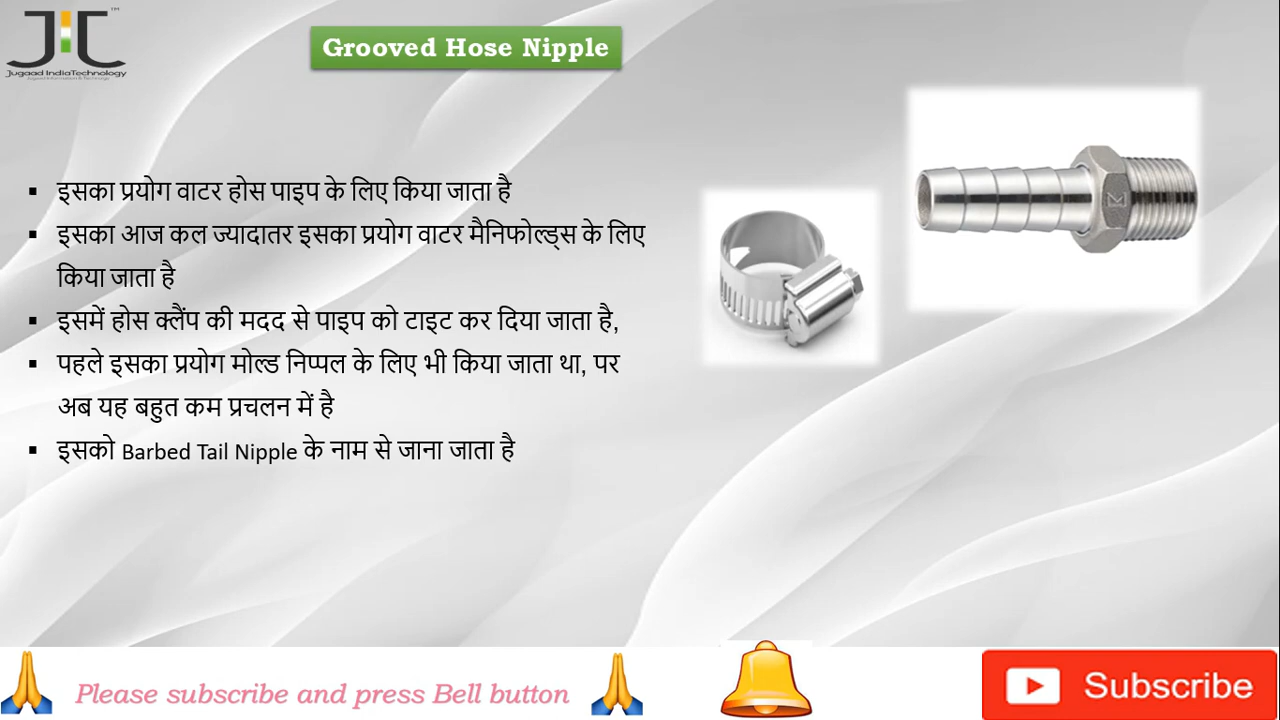 JIC
TM
Jugaad IndiaTechnology
Grooved Hose Nipple
▪ इसका प्रयोग वाटर होस पाइप के लिए किया जाता है
▪ इसका आज कल ज्यादातर इसका प्रयोग वाटर मैनिफोल्ड्स के लिए
किया जाता है
▪ इसमें होस क्लैंप की मदद से पाइप को टाइट कर दिया जाता है,
▪ पहले इसका प्रयोग मोल्ड निप्पल के लिए भी किया जाता था, पर
अब यह बहुत कम प्रचलन में है
▪ इसको Barbed Tail Nipple के नाम से जाना जाता है
Please subscribe and press Bell button
Subscribe